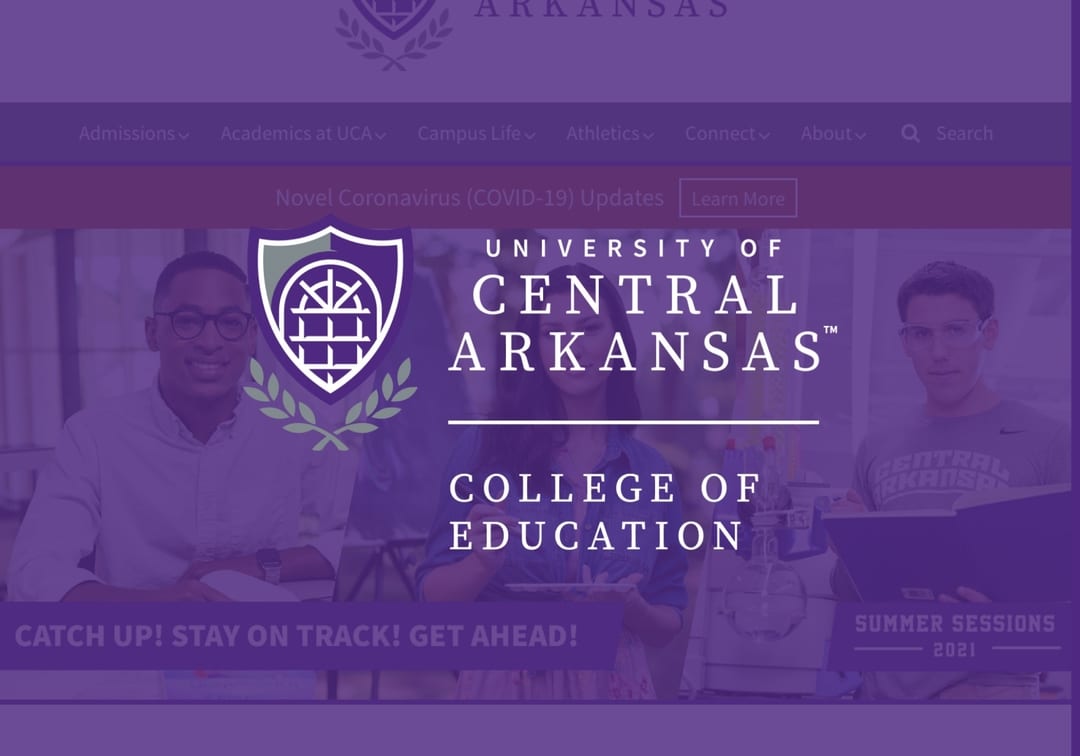 ARKANSAS
Admissions Academics at UCA Campus Life Athletics Connect About Search
Novel Coronavirus (COVID-19) Updates Learn More
UNIVERSITY OF
CENTRAL
ARKANSAS™
COLLEGE OF
EDUCATION
CENTRAL
ARKANSAS
CATCH UP! STAY ON TRACK! GET AHEAD!
SUMMER SESSIONS
2021